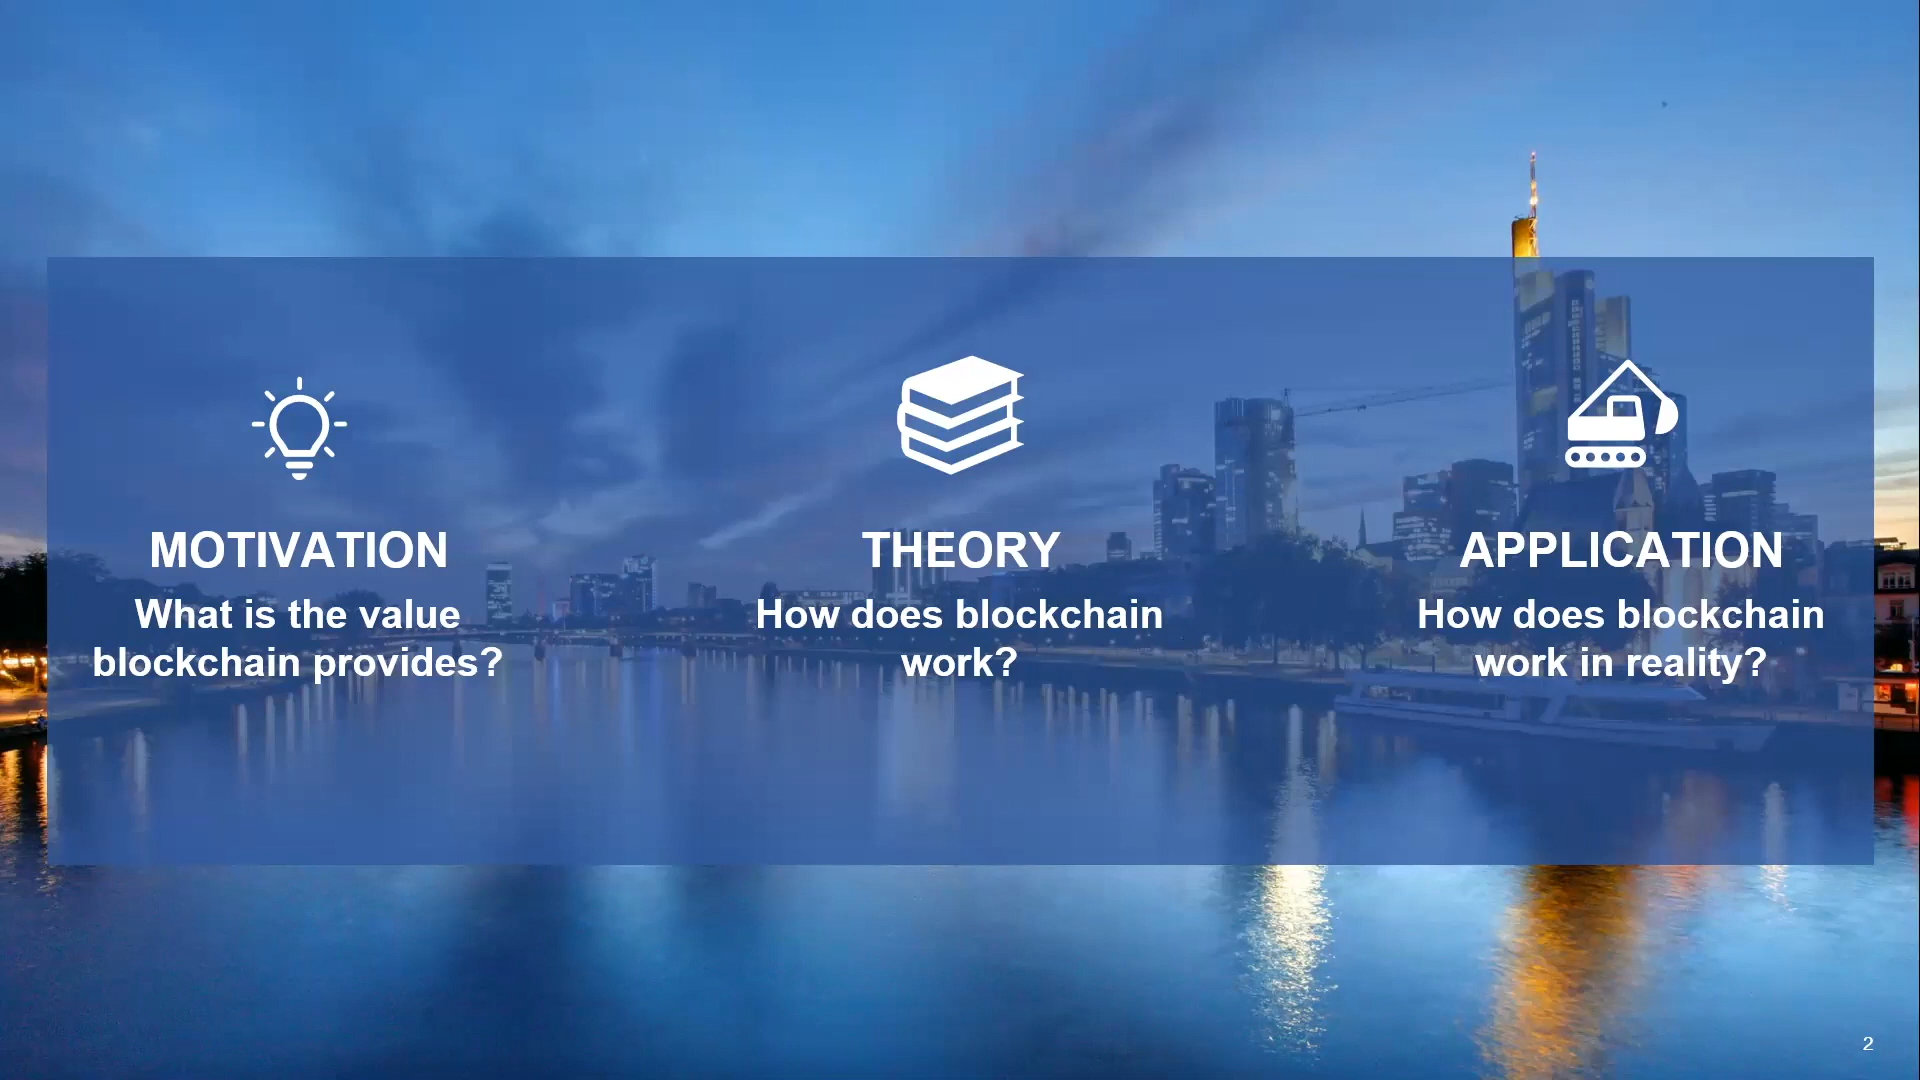 MOTIVATION
What is the value
blockchain provides?
THEORY
How does blockchain
work?
APPLICATION
How does blockchain
work in reality?
2